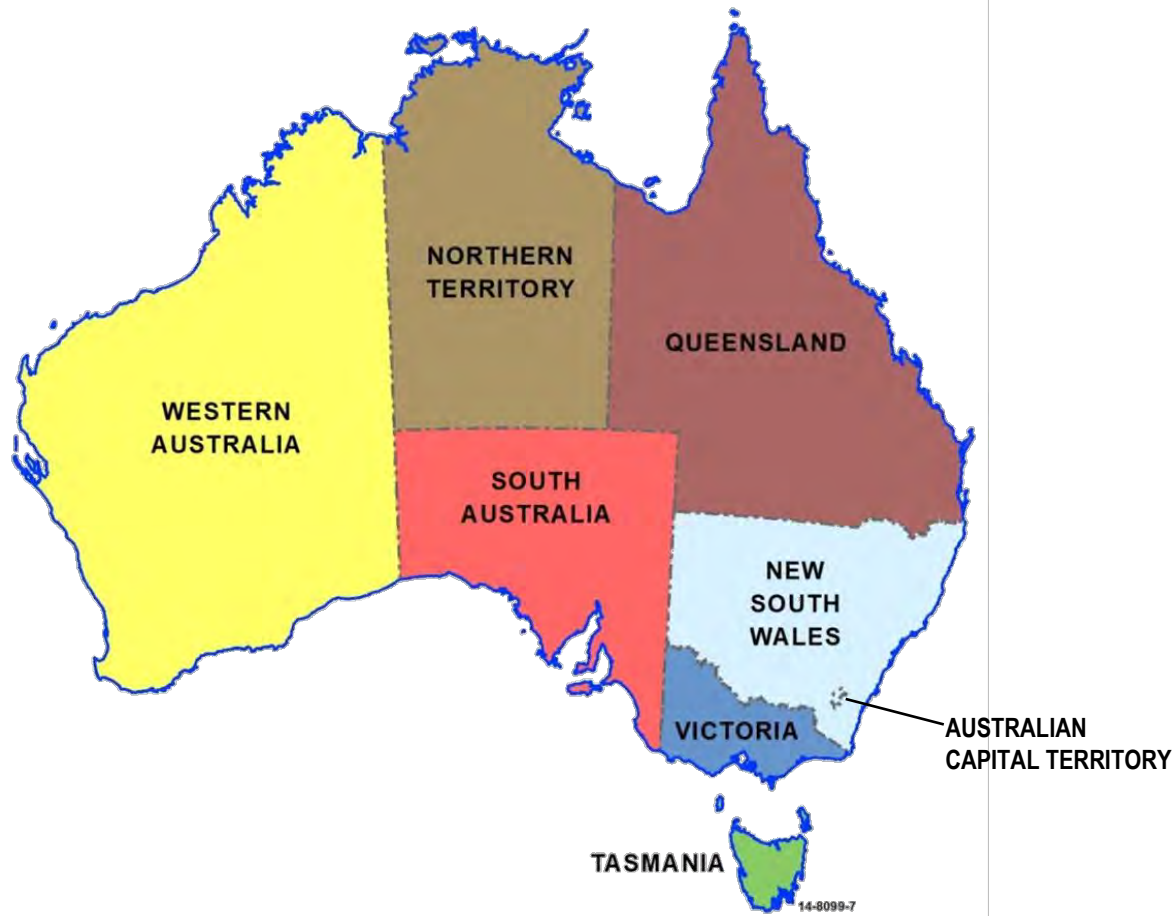 NORTHERN
TERRITORY
QUEENSLAND
WESTERN
AUSTRALIA
SOUTH
AUSTRALIA
NEW
SOUTH
WALES
VICTORIA
AUSTRALIAN
CAPITAL TERRITORY
TASMANIA
14-8099-7